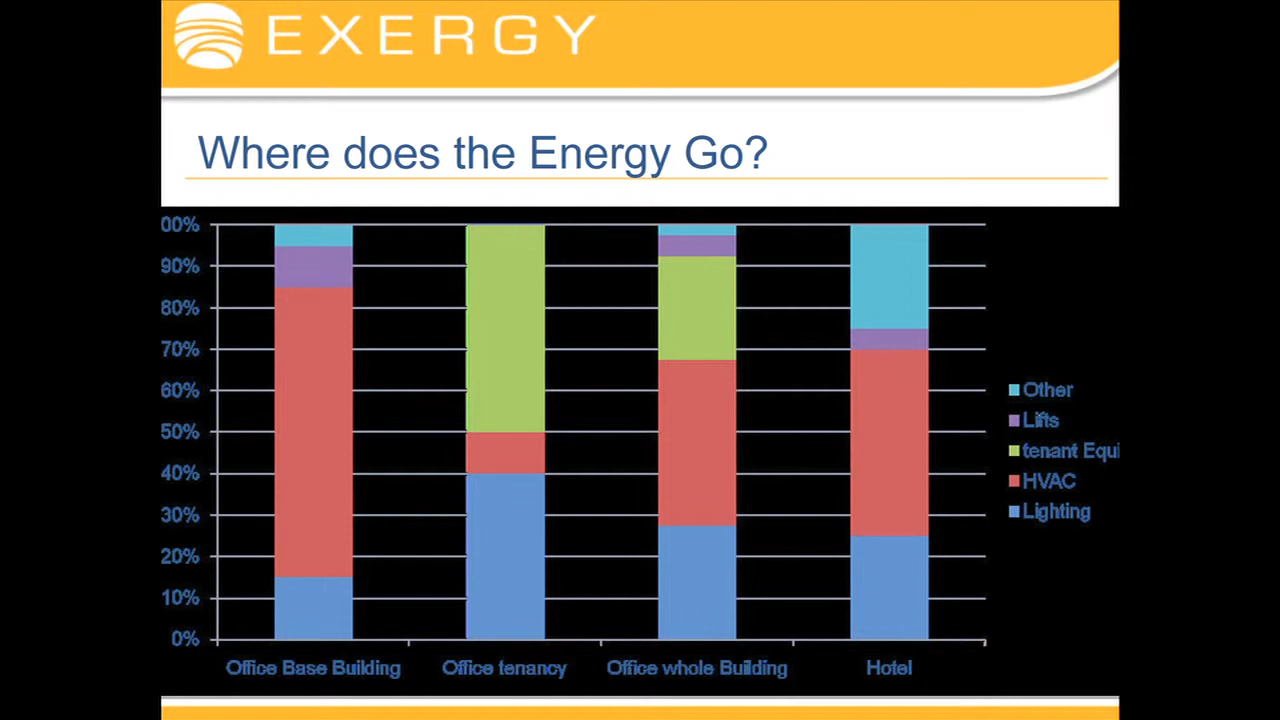 EXERGY
Where does the Energy Go?
00%
90%
80%
70%
60%
50%
40%
30%
20%
10%
0%
Office Base Building
Office tenancy
Office whole Building
Hotel
Other
Lifts
tenant Equi
HVAC
Lighting